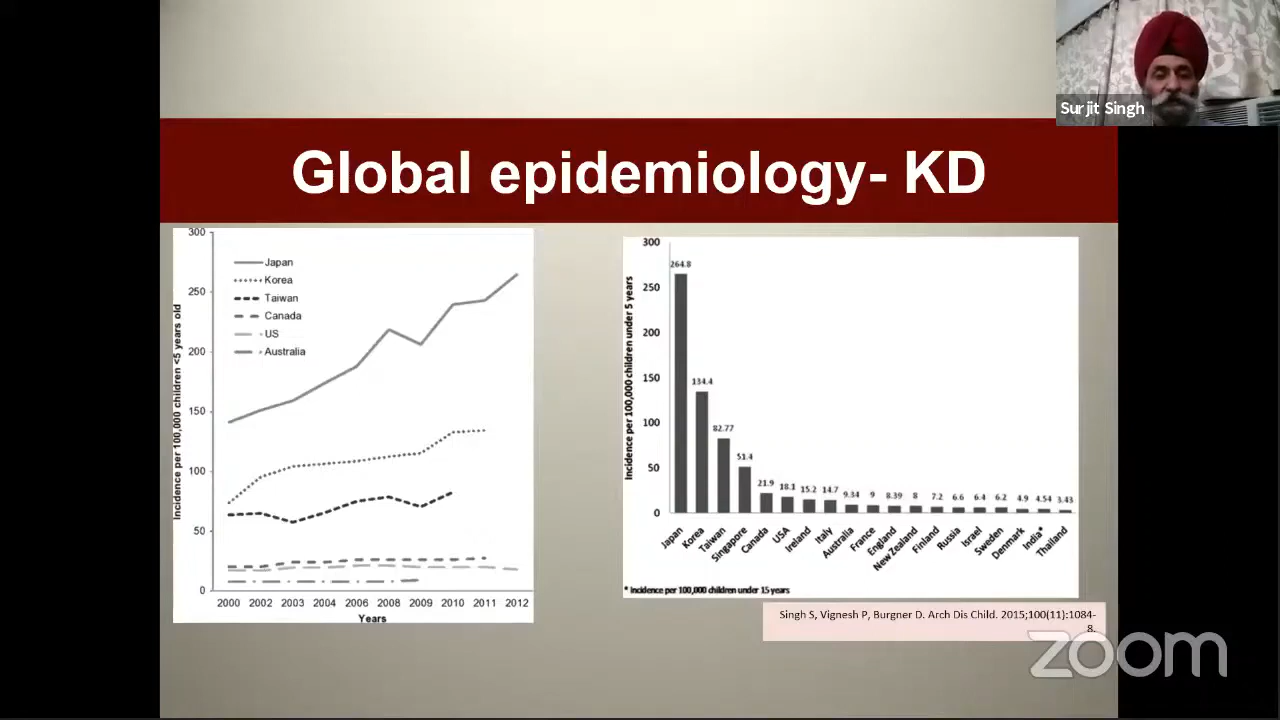 Surjit Singh
Global epidemiology- KD
300
250
200
150
100
50
0
Incidence per 100,000 children <5 years old
Japan
Korea
Taiwan
Canada
US
Australia
2000 2002 2003 2004 2006 2008 2009 2010 2011 2012
Years
300
250
200
150
100
50
0
Incidence per 100,000 children under 5 years
264.8
134.4
82.77
51.4
21.9
18.1
15.2
14.7
9.34
9
8.39
8
7.2
6.6
6.4
6.2
4.9
4.54
3.43
Japan
Korea
Taiwan
Singapore
Canada
USA
Ireland
Italy
Australia
France
England
New Zealand
Finland
Russia
Israel
Sweden
Denmark
India*
Thailand
* Incidence per 100,000 children under 15 years
Singh S, Vignesh P, Burgner D. Arch Dis Child. 2015;100(11):1084-
8.
zoom